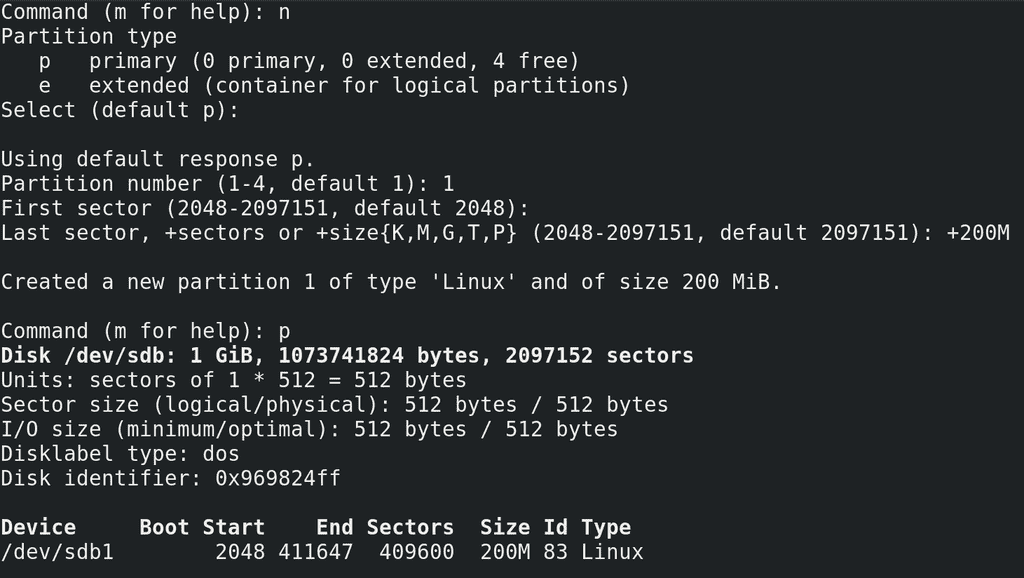 Command (m for help): n
Partition type
   p   primary (0 primary, 0 extended, 4 free)
   e   extended (container for logical partitions)
Select (default p):

Using default response p.
Partition number (1-4, default 1): 1
First sector (2048-2097151, default 2048):
Last sector, +sectors or +size{K,M,G,T,P} (2048-2097151, default 2097151): +200M

Created a new partition 1 of type 'Linux' and of size 200 MiB.

Command (m for help): p
Disk /dev/sdb: 1 GiB, 1073741824 bytes, 2097152 sectors
Units: sectors of 1 * 512 = 512 bytes
Sector size (logical/physical): 512 bytes / 512 bytes
I/O size (minimum/optimal): 512 bytes / 512 bytes
Disklabel type: dos
Disk identifier: 0x969824ff

Device     Boot Start    End Sectors  Size Id Type
/dev/sdb1        2048 411647  409600  200M 83 Linux